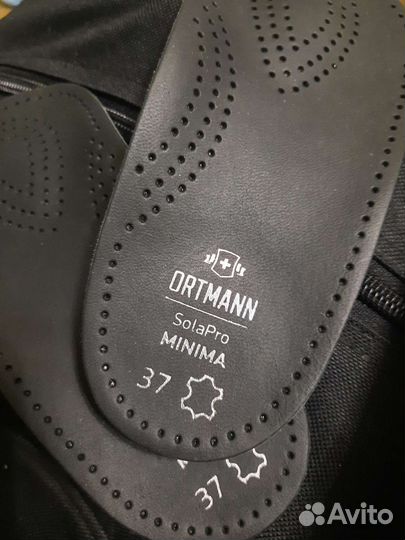 ORTMANN
SolaPro
MINIMA
37
37
Avito